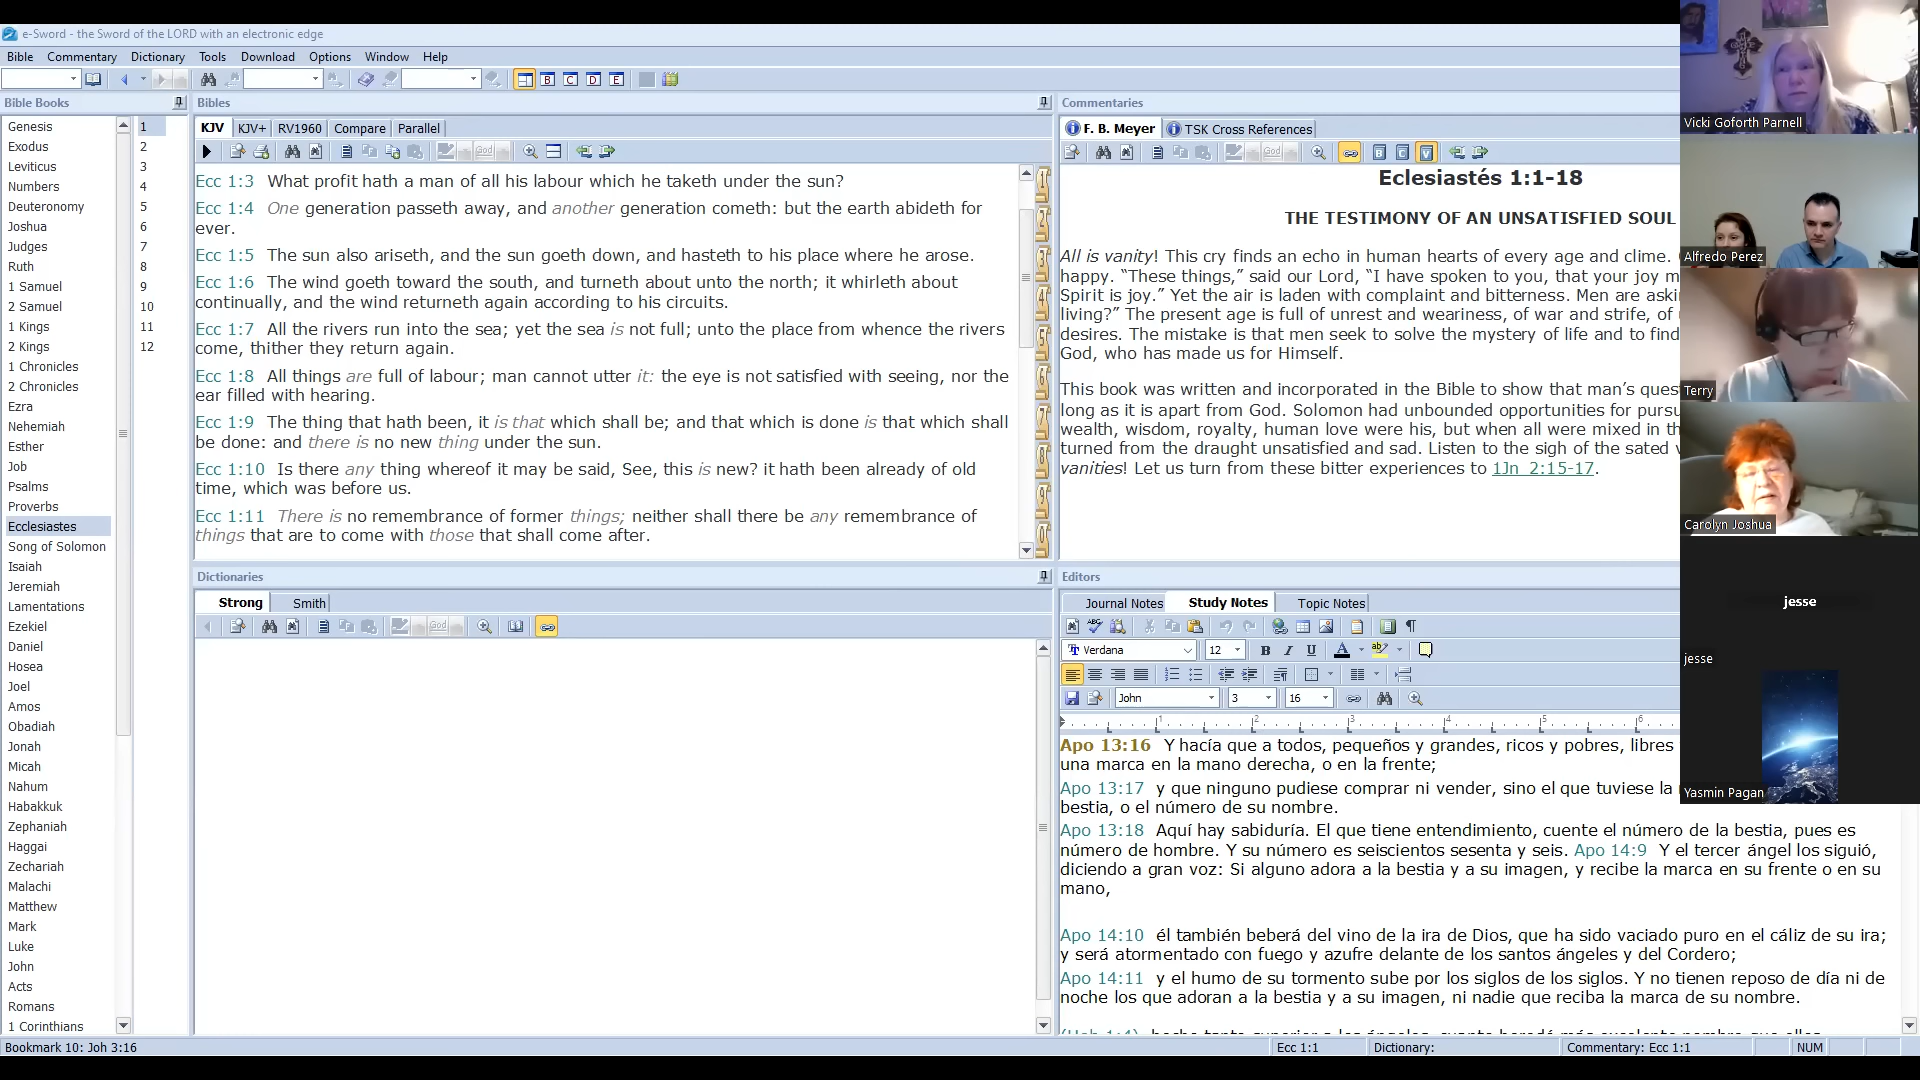 e-Sword - the Sword of the LORD with an electronic edge
Bible Commentary Dictionary Tools Download Options Window Help
B C D E
Bible Books
Genesis
Exodus
Leviticus
Numbers
Deuteronomy
Joshua
Judges
Ruth
1 Samuel
2 Samuel
1 Kings
2 Kings
1 Chronicles
2 Chronicles
Ezra
Nehemiah
Esther
Job
Psalms
Proverbs
Ecclesiastes
Song of Solomon
Isaiah
Jeremiah
Lamentations
Ezekiel
Daniel
Hosea
Joel
Amos
Obadiah
Jonah
Micah
Nahum
Habakkuk
Zephaniah
Haggai
Zechariah
Malachi
Matthew
Mark
Luke
John
Acts
Romans
1 Corinthians
1
2
3
4
5
6
7
8
9
10
11
12
Bibles
KJV KJV+ RV1960 Compare Parallel
Ecc 1:3 What profit hath a man of all his labour which he taketh under the sun?
Ecc 1:4 One generation passeth away, and another generation cometh: but the earth abideth for
ever.
Ecc 1:5 The sun also ariseth, and the sun goeth down, and hasteth to his place where he arose.
Ecc 1:6 The wind goeth toward the south, and turneth about unto the north; it whirleth about
continually, and the wind returneth again according to his circuits.
Ecc 1:7 All the rivers run into the sea; yet the sea is not full; unto the place from whence the rivers
come, thither they return again.
Ecc 1:8 All things are full of labour; man cannot utter it: the eye is not satisfied with seeing, nor the
ear filled with hearing.
Ecc 1:9 The thing that hath been, it is that which shall be; and that which is done is that which shall
be done: and there is no new thing under the sun.
Ecc 1:10 Is there any thing whereof it may be said, See, this is new? it hath been already of old
time, which was before us.
Ecc 1:11 There is no remembrance of former things; neither shall there be any remembrance of
things that are to come with those that shall come after.
Commentaries
F. B. Meyer TSK Cross References
Eclesiastés 1:1-18
THE TESTIMONY OF AN UNSATISFIED SOUL
All is vanity! This cry finds an echo in human hearts of every age and clime.
happy. “These things,” said our Lord, “I have spoken to you, that your joy
Spirit is joy.” Yet the air is laden with complaint and bitterness. Men are
living?” The present age is full of unrest and weariness, of war and strife, of
desires. The mistake is that men seek to solve the mystery of life and to find
God, who has made us for Himself.
This book was written and incorporated in the Bible to show that man’s
long as it is apart from God. Solomon had unbounded opportunities for
wealth, wisdom, royalty, human love were his, but when all were mixed in
turned from the draught unsatisfied and sad. Listen to the sigh of the sated
vanities! Let us turn from these bitter experiences to 1Jn_2:15-17.
Dictionaries
Strong Smith
Editors
Journal Notes Study Notes Topic Notes
Verdana 12 B I U A
John 3 16
1 2 3 4 5 6
Apo 13:16 Y hacía que a todos, pequeños y grandes, ricos y pobres, libres
una marca en la mano derecha, o en la frente;
Apo 13:17 y que ninguno pudiese comprar ni vender, sino el que tuviese la
bestia, o el número de su nombre.
Apo 13:18 Aquí hay sabiduría. El que tiene entendimiento, cuente el número de la bestia, pues es
número de hombre. Y su número es seiscientos sesenta y seis. Apo 14:9 Y el tercer ángel los siguió,
diciendo a gran voz: Si alguno adora a la bestia y a su imagen, y recibe la marca en su frente o en su
mano,
Apo 14:10 él también beberá del vino de la ira de Dios, que ha sido vaciado puro en el cáliz de su ira;
y será atormentado con fuego y azufre delante de los santos ángeles y del Cordero;
Apo 14:11 y el humo de su tormento sube por los siglos de los siglos. Y no tienen reposo de día ni de
noche los que adoran a la bestia y a su imagen, ni nadie que reciba la marca de su nombre.
Vicki Goforth Parnell
Alfredo Perez
Terry
Carolyn Joshua
jesse
jesse
Yasmin Pagan
Bookmark 10: Joh 3:16 Ecc 1:1 Dictionary: Commentary: Ecc 1:1 NUM